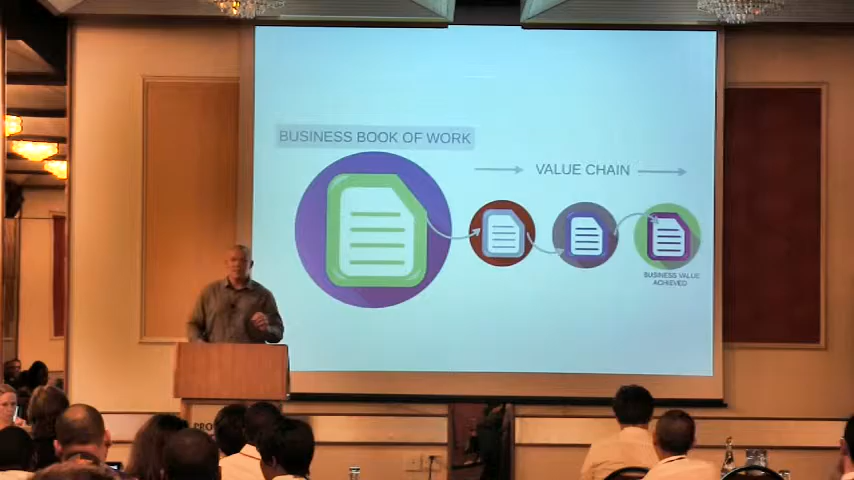 BUSINESS BOOK OF WORK
VALUE CHAIN
BUSINESS VALUE
ACHIEVED